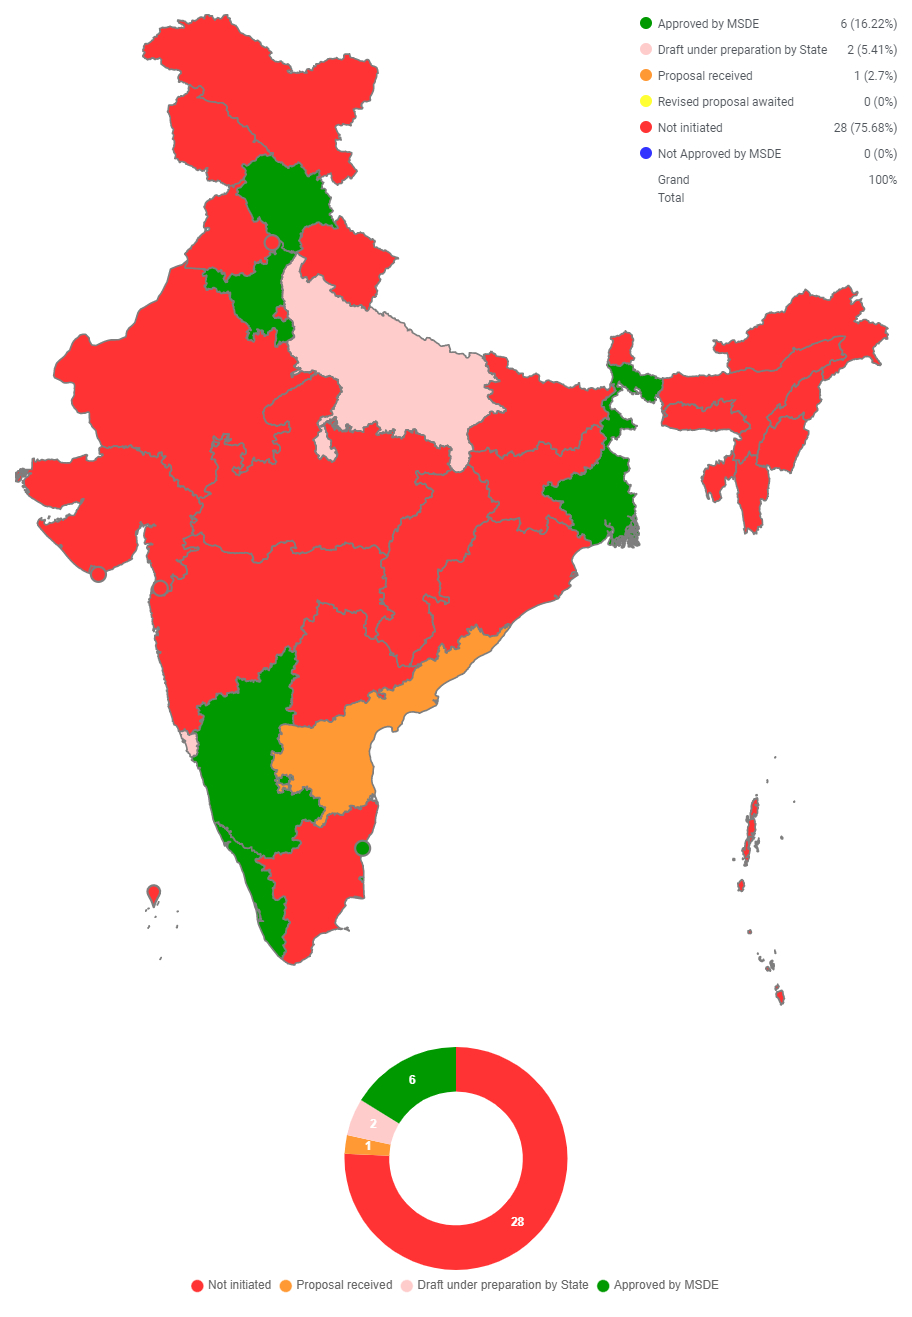 Approved by MSDE 6 (16.22%)
Draft under preparation by State 2 (5.41%)
Proposal received 1 (2.7%)
Revised proposal awaited 0 (0%)
Not initiated 28 (75.68%)
Not Approved by MSDE 0 (0%)
Grand 100%
Total
6
2
1
28
Not initiated Proposal received Draft under preparation by State Approved by MSDE